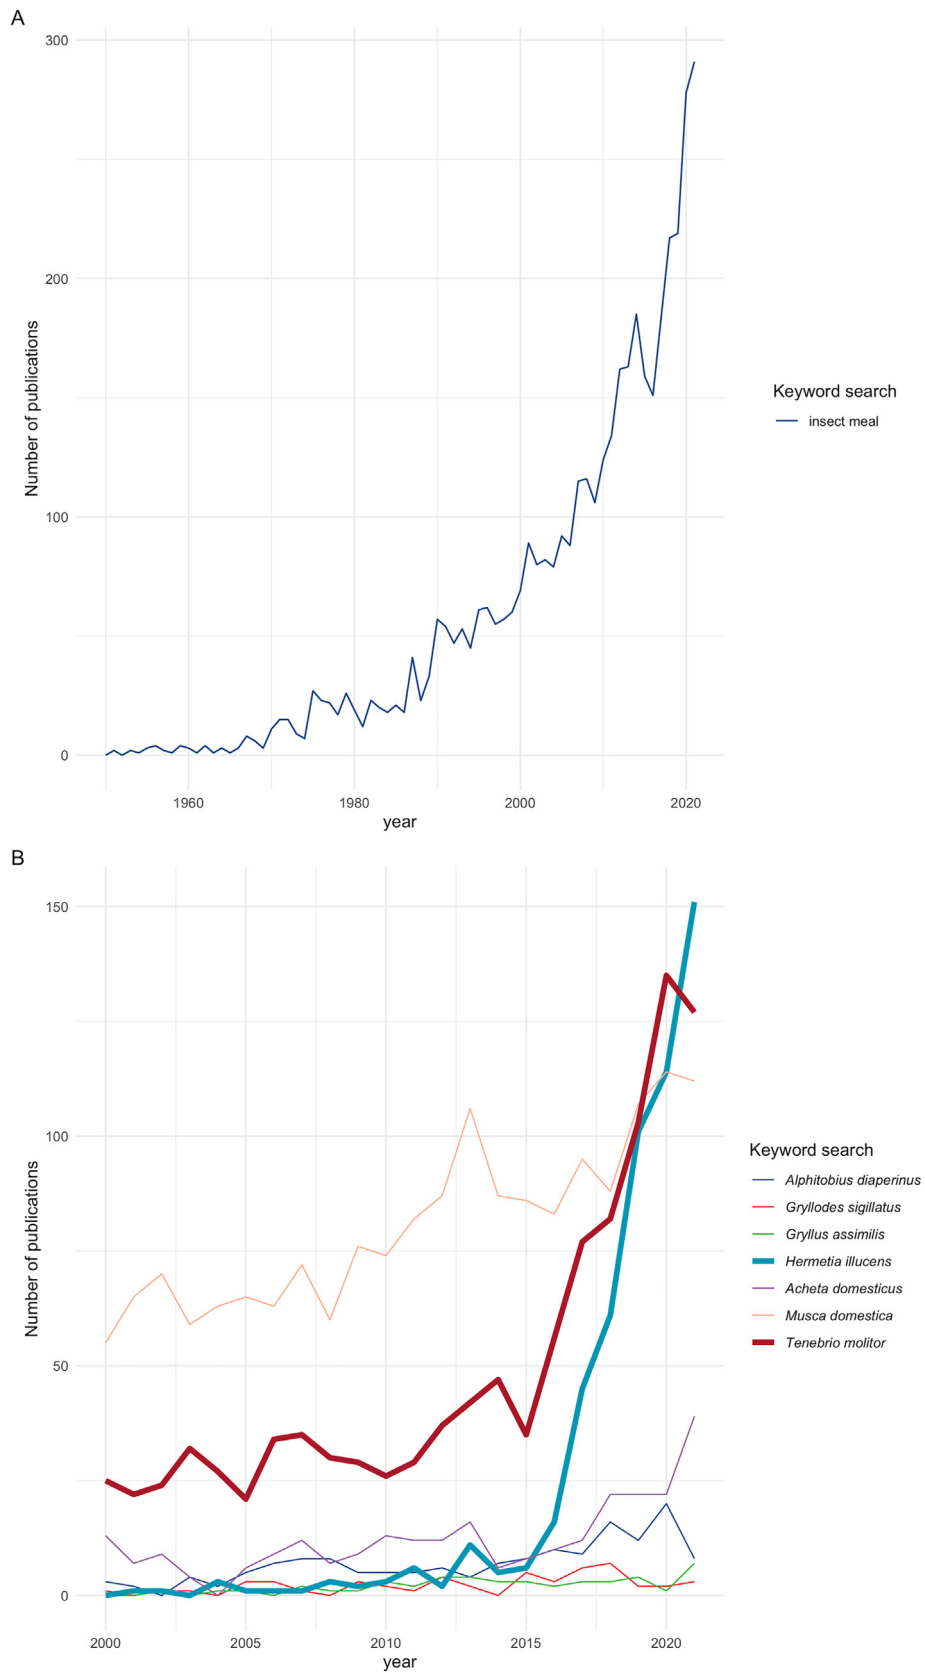 A
300
200
100
0
Number of publications
1960 1980 2000 2020
year
Keyword search
insect meal
B
150
100
50
0
Number of publications
2000 2005 2010 2015 2020
year
Keyword search
Alphitobius diaperinus
Gryllodes sigillatus
Gryllus assimilis
Hermetia illucens
Acheta domesticus
Musca domestica
Tenebrio molitor